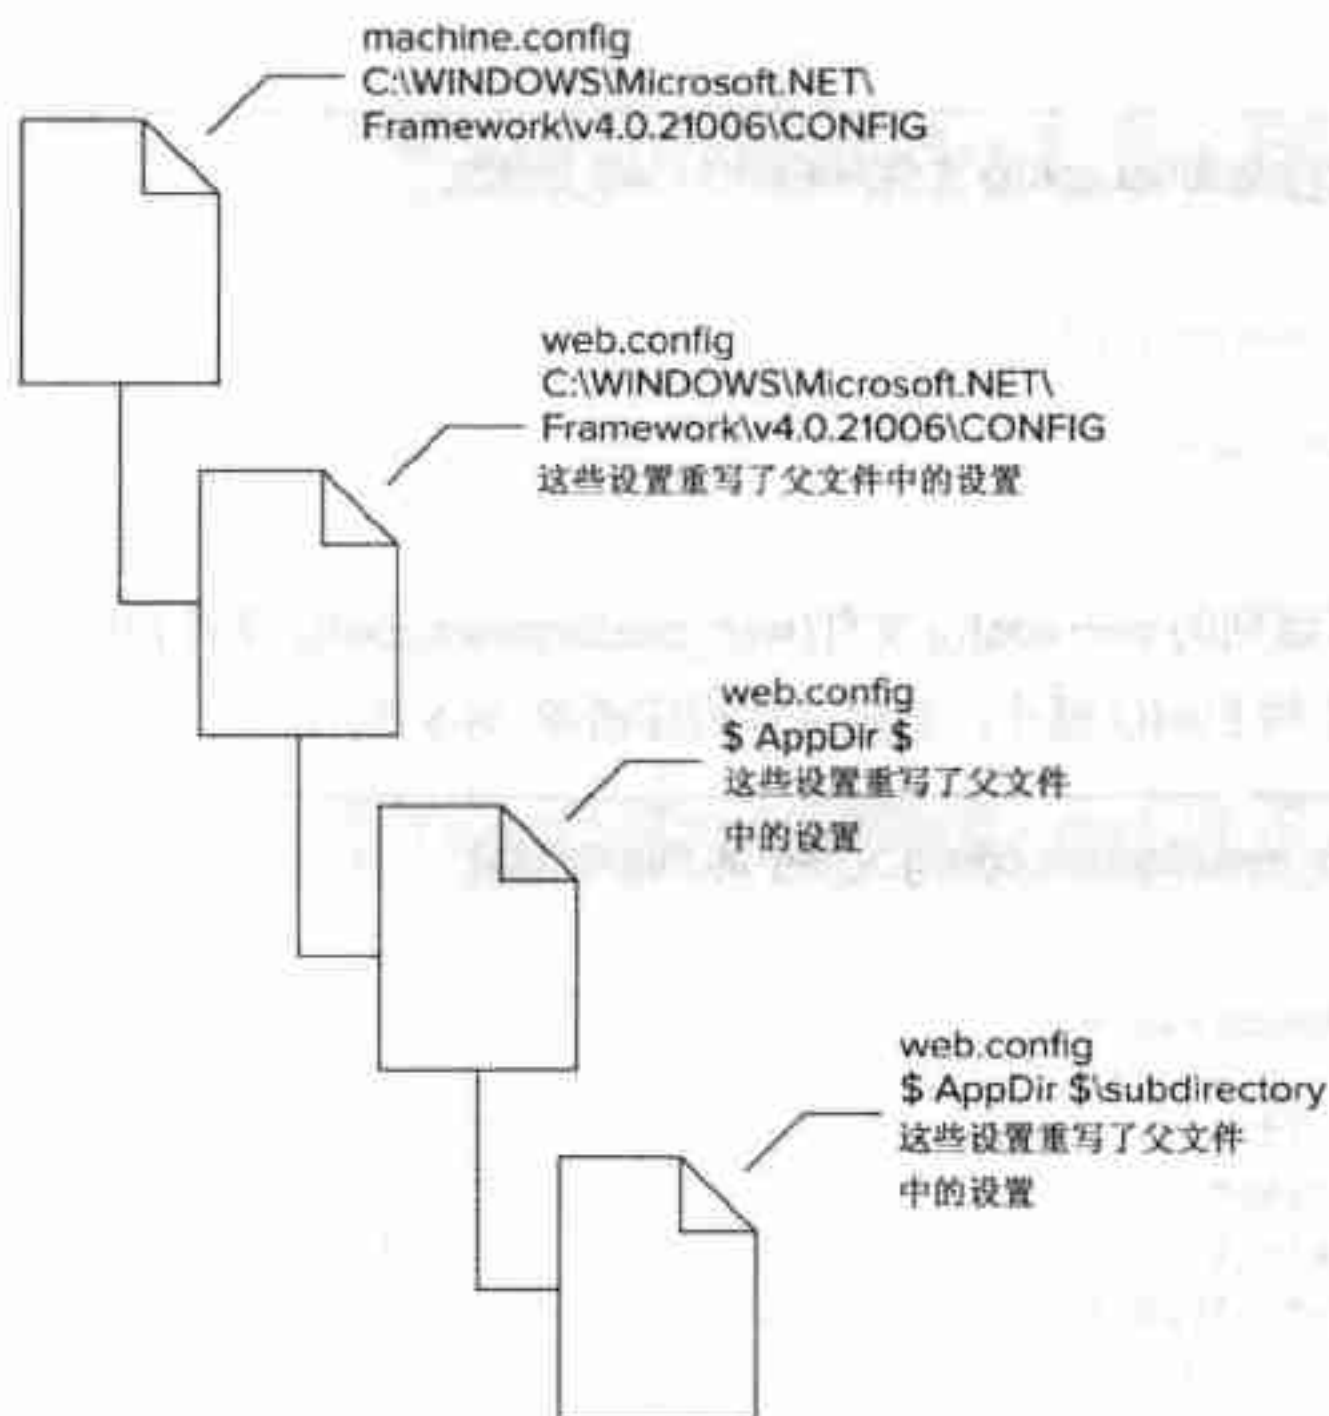 machine.config
C:\WINDOWS\Microsoft.NET\
Framework\v4.0.21006\CONFIG
web.config
C:\WINDOWS\Microsoft.NET\
Framework\v4.0.21006\CONFIG
这些设置重写了父文件中的设置
web.config
$ AppDir $
这些设置重写了父文件
中的设置
web.config
$ AppDir $\subdirectory
这些设置重写了父文件
中的设置